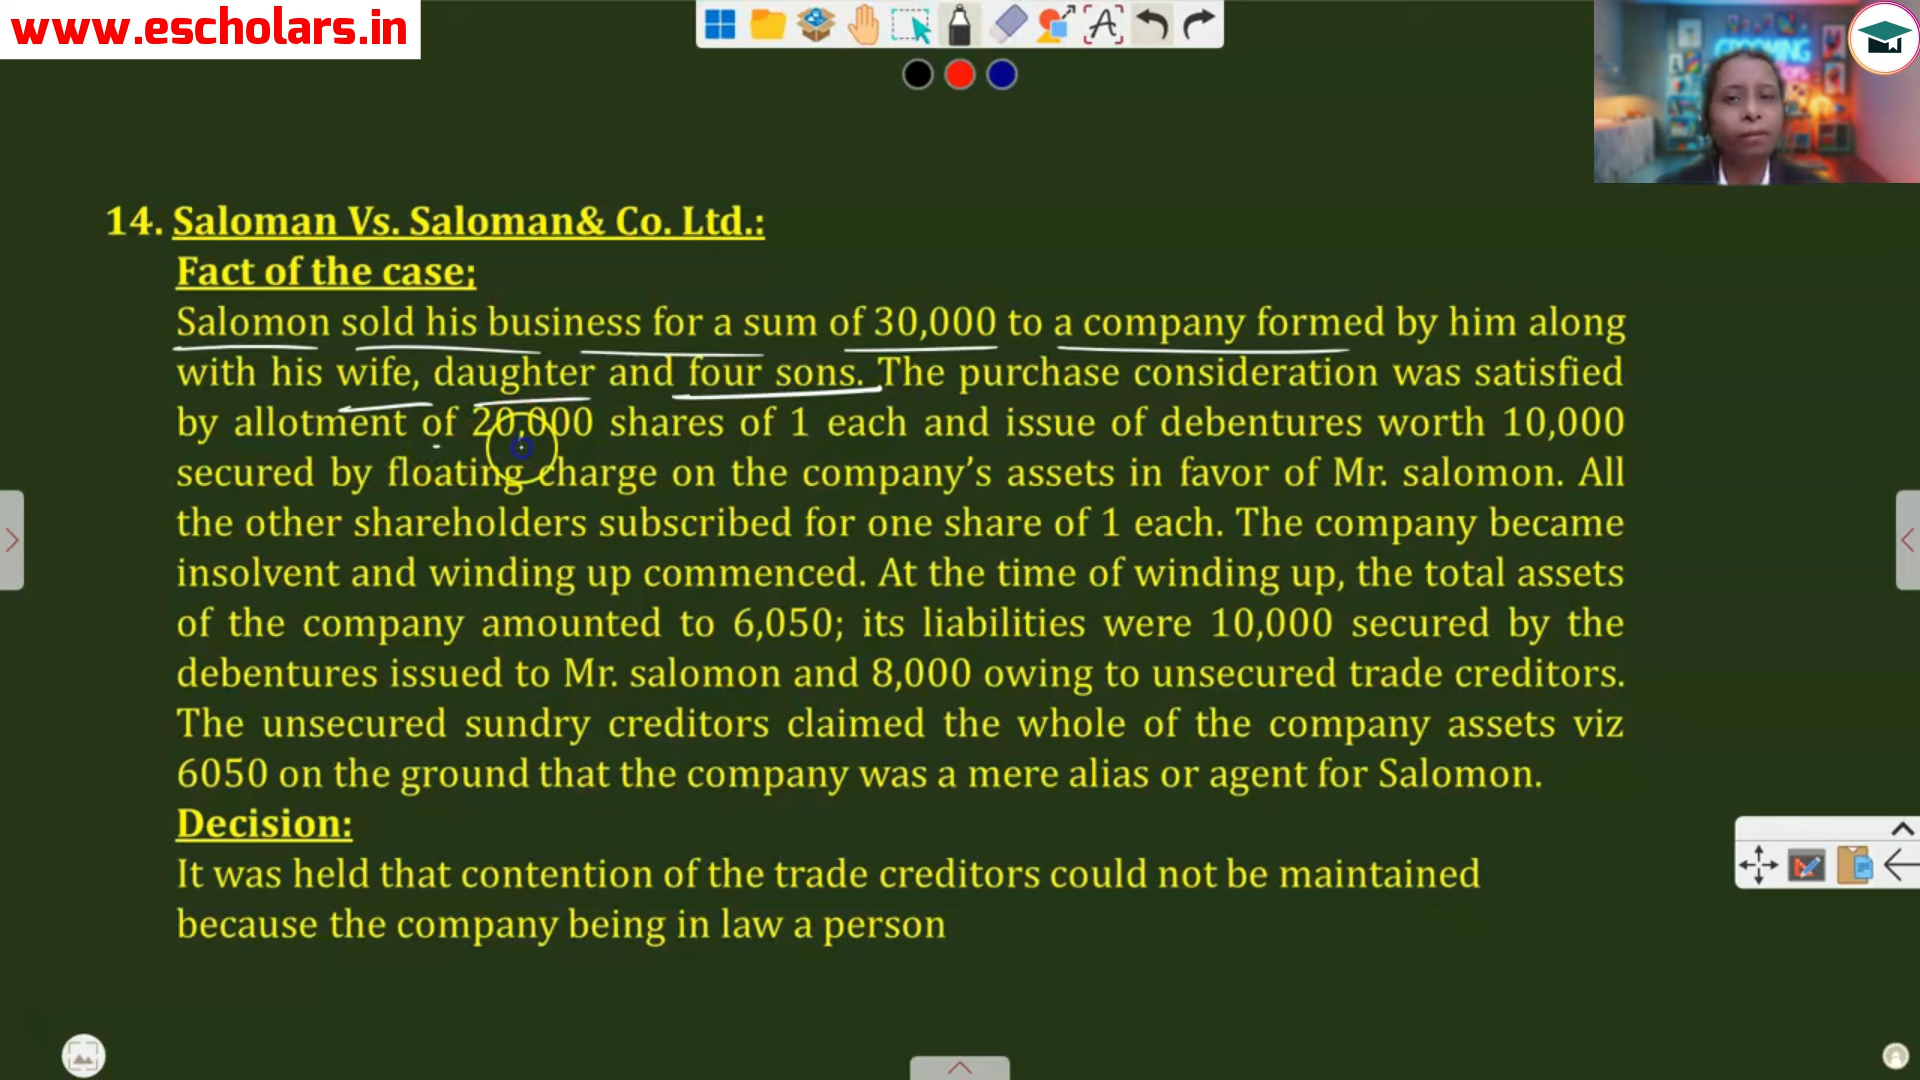 www.escholars.in
14. Saloman Vs. Saloman& Co. Ltd.:
Fact of the case;
Salomon sold his business for a sum of 30,000 to a company formed by him along
with his wife, daughter and four sons. The purchase consideration was satisfied
by allotment of 20,000 shares of 1 each and issue of debentures worth 10,000
secured by floating charge on the company’s assets in favor of Mr. salomon. All
the other shareholders subscribed for one share of 1 each. The company became
insolvent and winding up commenced. At the time of winding up, the total assets
of the company amounted to 6,050; its liabilities were 10,000 secured by the
debentures issued to Mr. salomon and 8,000 owing to unsecured trade creditors.
The unsecured sundry creditors claimed the whole of the company assets viz
6050 on the ground that the company was a mere alias or agent for Salomon.
Decision:
It was held that contention of the trade creditors could not be maintained
because the company being in law a person